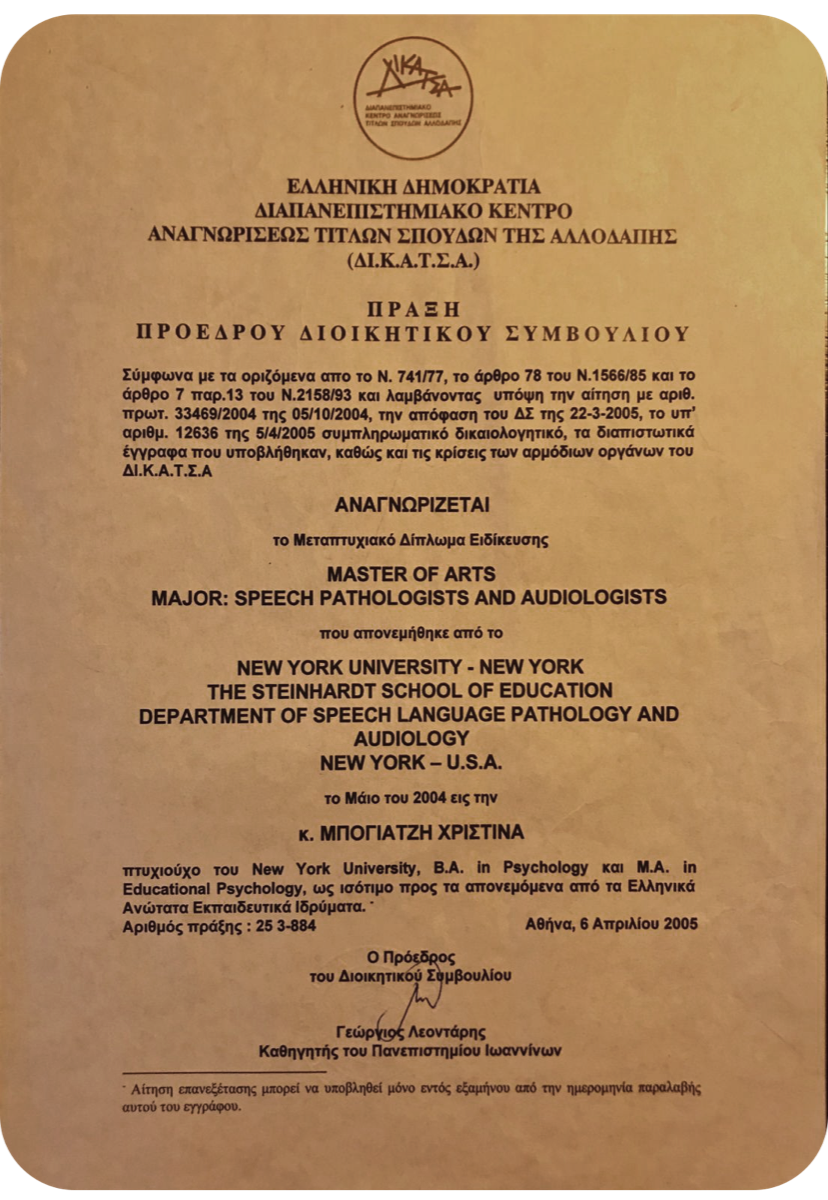 ΔΙΚΑΤΣΑ
ΔΙΑΠΑΝΕΠΙΣΤΗΜΙΑΚΟ
ΚΕΝΤΡΟ ΑΝΑΓΝΩΡΙΣΕΩΣ
ΤΙΤΛΩΝ ΣΠΟΥΔΩΝ ΑΛΛΟΔΑΠΗΣ
ΕΛΛΗΝΙΚΗ ΔΗΜΟΚΡΑΤΙΑ
ΔΙΑΠΑΝΕΠΙΣΤΗΜΙΑΚΟ ΚΕΝΤΡΟ
ΑΝΑΓΝΩΡΙΣΕΩΣ ΤΙΤΛΩΝ ΣΠΟΥΔΩΝ ΤΗΣ ΑΛΛΟΔΑΠΗΣ
(ΔΙ.Κ.Α.Τ.Σ.Α.)
ΠΡΑΞΗ
ΠΡΟΕΔΡΟΥ ΔΙΟΙΚΗΤΙΚΟΥ ΣΥΜΒΟΥΛΙΟΥ
Σύμφωνα με τα οριζόμενα απο το Ν. 741/77, το άρθρο 78 του Ν.1566/85 και το
άρθρο 7 παρ.13 του Ν.2158/93 και λαμβάνοντας υπόψη την αίτηση με αριθ.
πρωτ. 33469/2004 της 05/10/2004, την απόφαση του ΔΣ της 22-3-2005, το υπ'
αριθμ. 12636 της 5/4/2005 συμπληρωματικό δικαιολογητικό, τα διαπιστωτικά
έγγραφα που υποβλήθηκαν, καθώς και τις κρίσεις των αρμόδιων οργάνων του
ΔΙ.Κ.Α.Τ.Σ.Α
ΑΝΑΓΝΩΡΙΖΕΤΑΙ
το Μεταπτυχιακό Δίπλωμα Ειδίκευσης
MASTER OF ARTS
MAJOR: SPEECH PATHOLOGISTS AND AUDIOLOGISTS
που απονεμήθηκε από το
NEW YORK UNIVERSITY - NEW YORK
THE STEINHARDT SCHOOL OF EDUCATION
DEPARTMENT OF SPEECH LANGUAGE PATHOLOGY AND
AUDIOLOGY
NEW YORK – U.S.A.
το Μάιο του 2004 εις την
κ. ΜΠΟΓΙΑΤΖΗ ΧΡΙΣΤΙΝΑ
πτυχιούχο του New York University, B.A. in Psychology και M.A. in
Educational Psychology, ως ισότιμο προς τα απονεμόμενα από τα Ελληνικά
Ανώτατα Εκπαιδευτικά Ιδρύματα. ·
Αριθμός πράξης : 25 3-884 Αθήνα, 6 Απριλίου 2005
Ο Πρόεδρος
του Διοικητικού Συμβουλίου
Γεώργιος Λεοντάρης
Καθηγητής του Πανεπιστημίου Ιωαννίνων
· Αίτηση επανεξέτασης μπορεί να υποβληθεί μόνο εντός εξαμήνου από την ημερομηνία παραλαβής
αυτού του εγγράφου.